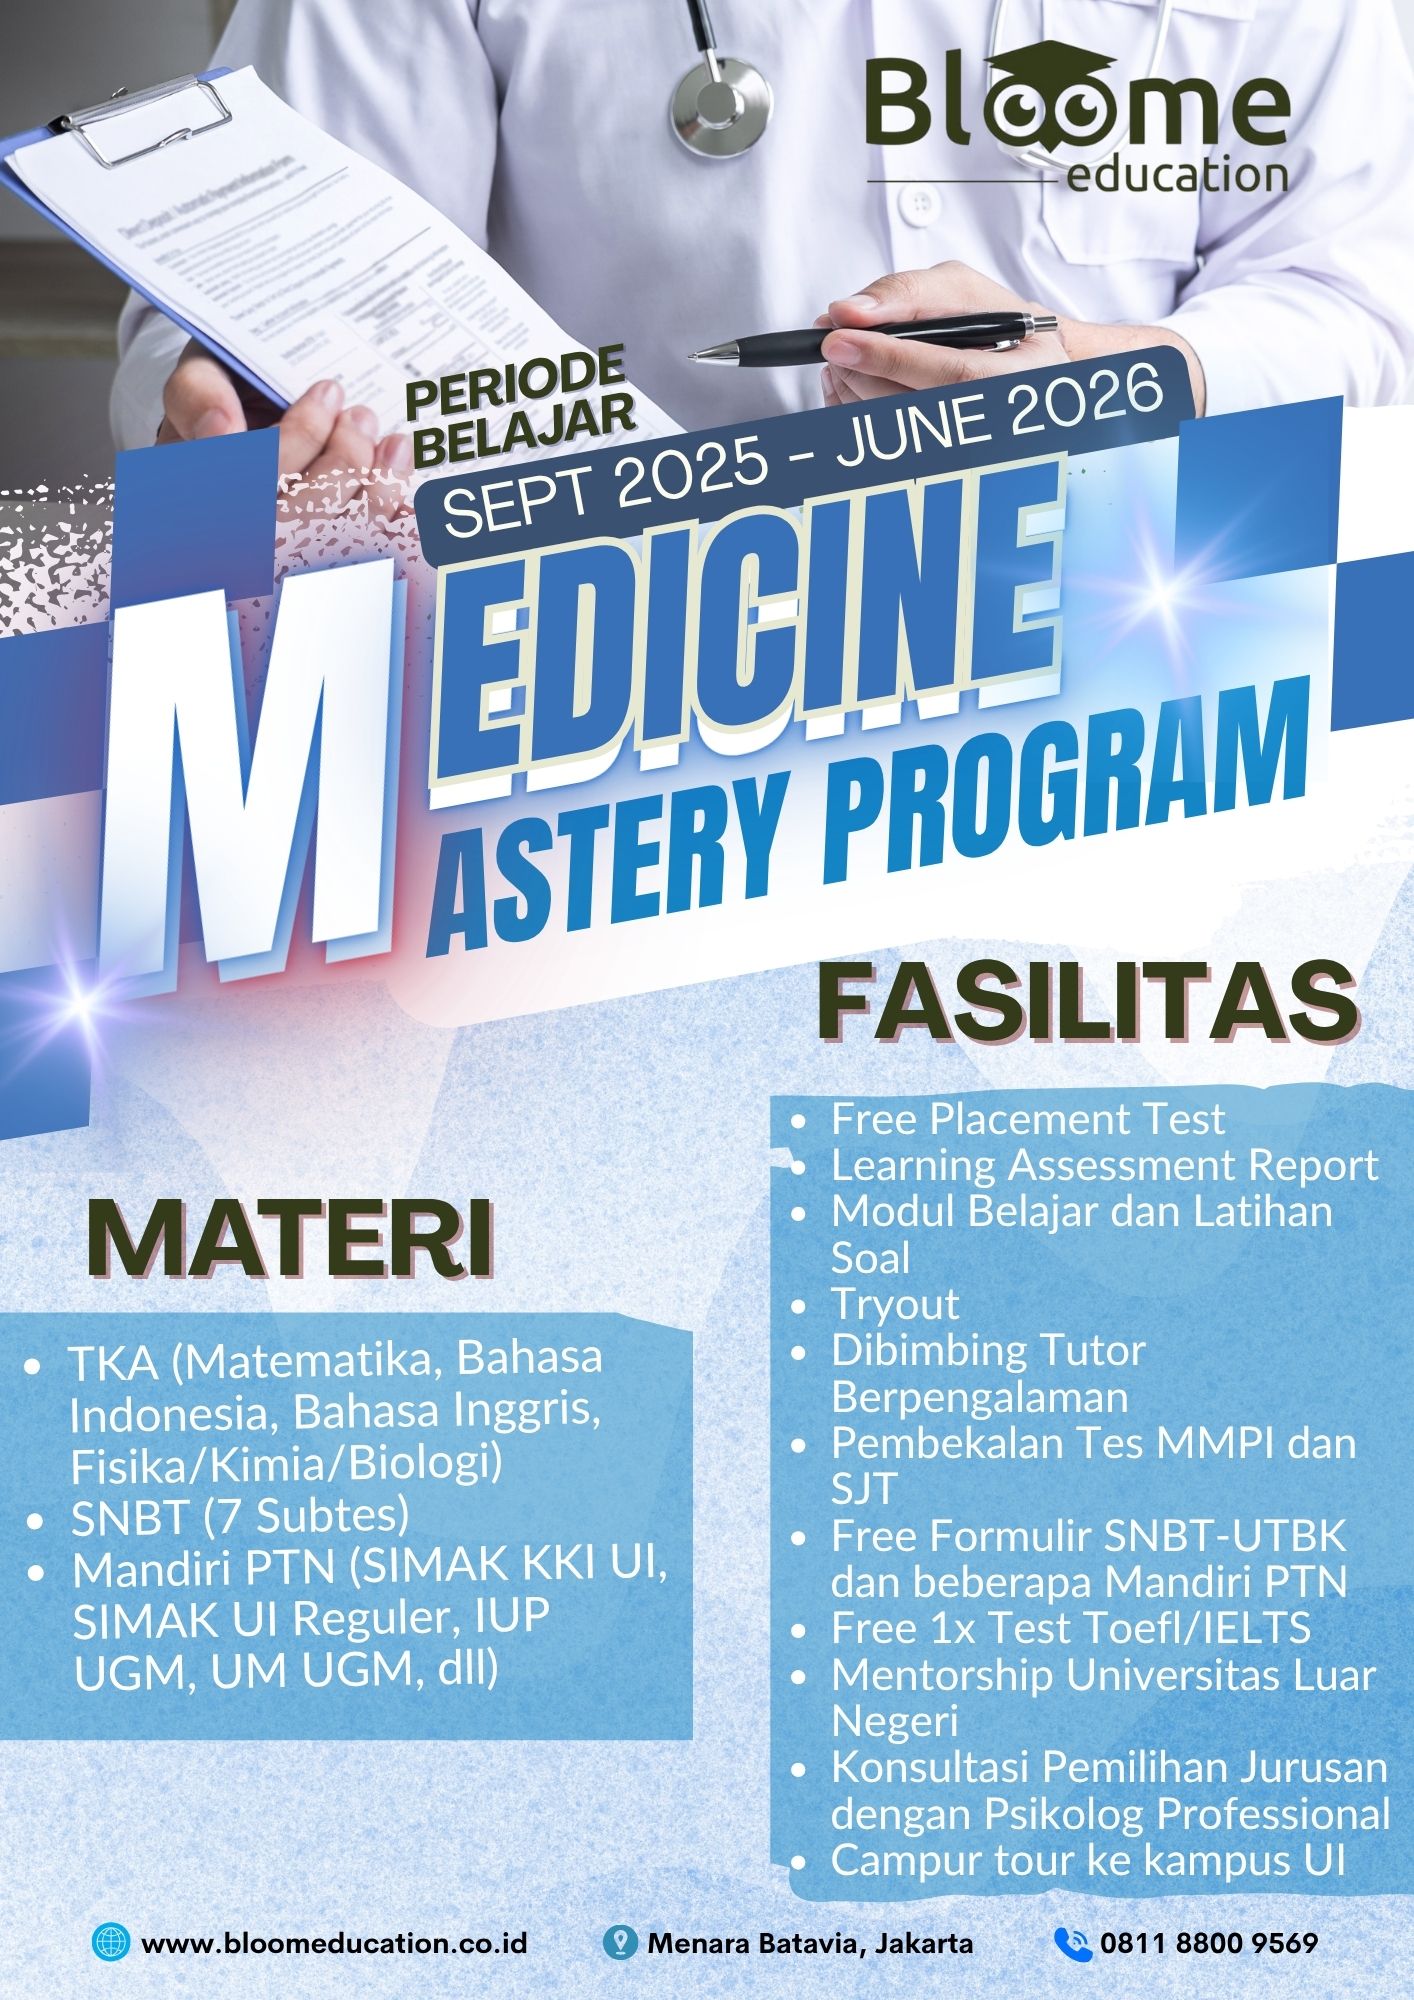 Bloome
education
PERIODE
BELAJAR
SEPT 2025 - JUNE 2026
MEDICINE
ASTERY PROGRAM
FASILITAS
• Free Placement Test
• Learning Assessment Report
• Modul Belajar dan Latihan
Soal
• Tryout
• Dibimbing Tutor
Berpengalaman
• Pembekalan Tes MMPI dan
SJT
• Free Formulir SNBT-UTBK
dan beberapa Mandiri PTN
• Free 1x Test Toefl/IELTS
• Mentorship Universitas Luar
Negeri
• Konsultasi Pemilihan Jurusan
dengan Psikolog Professional
• Campur tour ke kampus UI
MATERI
• TKA (Matematika, Bahasa
Indonesia, Bahasa Inggris,
Fisika/Kimia/Biologi)
• SNBT (7 Subtes)
• Mandiri PTN (SIMAK KKI UI,
SIMAK UI Reguler, IUP
UGM, UM UGM, dll)
www.bloomeducation.co.id
Menara Batavia, Jakarta
0811 8800 9569